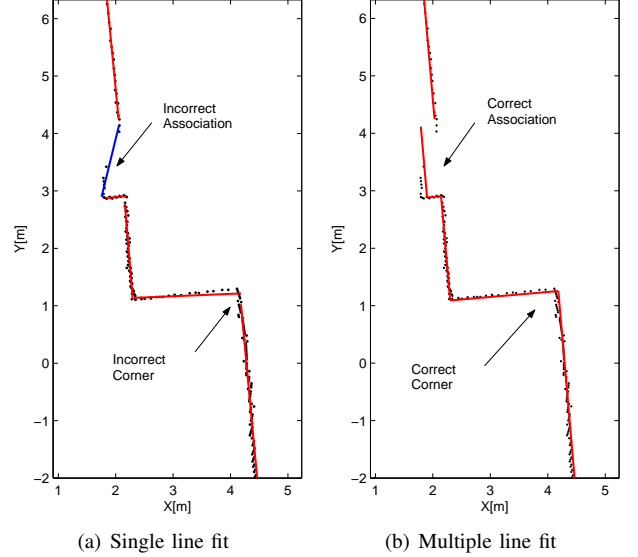 6
5
4
3
2
1
0
−1
−2
Y[m]
Incorrect
Association
Incorrect
Corner
1
2
3
4
5
X[m]
(a) Single line fit
6
5
4
3
2
1
0
−1
−2
Y[m]
Correct
Association
Correct
Corner
1
2
3
4
5
X[m]
(b) Multiple line fit